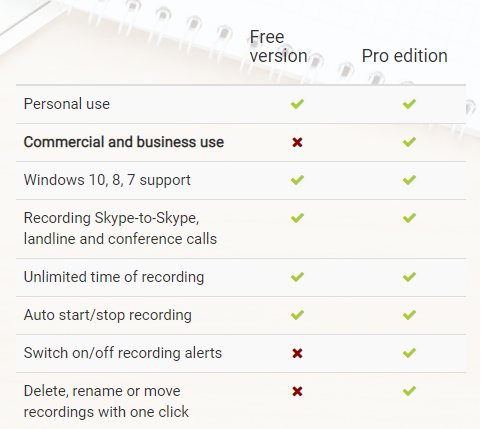 Free
version
Pro edition
Personal use
Commercial and business use
Windows 10, 8, 7 support
Recording Skype-to-Skype,
landline and conference calls
Unlimited time of recording
Auto start/stop recording
Switch on/off recording alerts
Delete, rename or move
recordings with one click